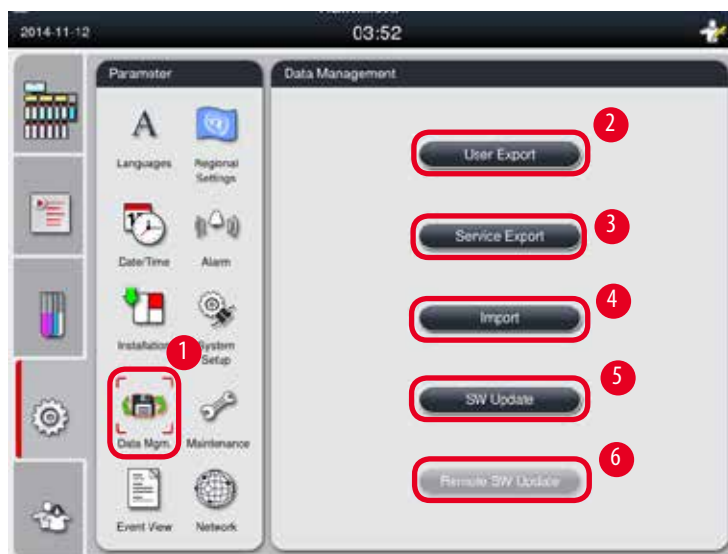 2014-11-12
03:52
Parameter
Data Management
A
Languages
Regional Settings
17
Date/Time
Alarm
Installation
System Setup
1
Data Mgm.
Maintenance
Event View
Network
2
User Export
3
Service Export
4
Import
5
SW Update
6
Remote SW Update